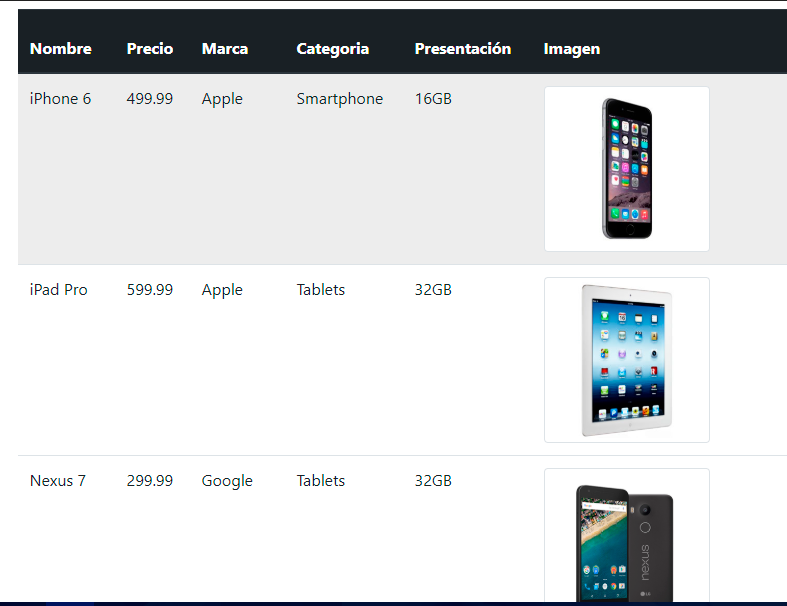 Nombre Precio Marca Categoria Presentación Imagen
iPhone 6 499.99 Apple Smartphone 16GB
iPad Pro 599.99 Apple Tablets 32GB
Nexus 7 299.99 Google Tablets 32GB
nexus
LG